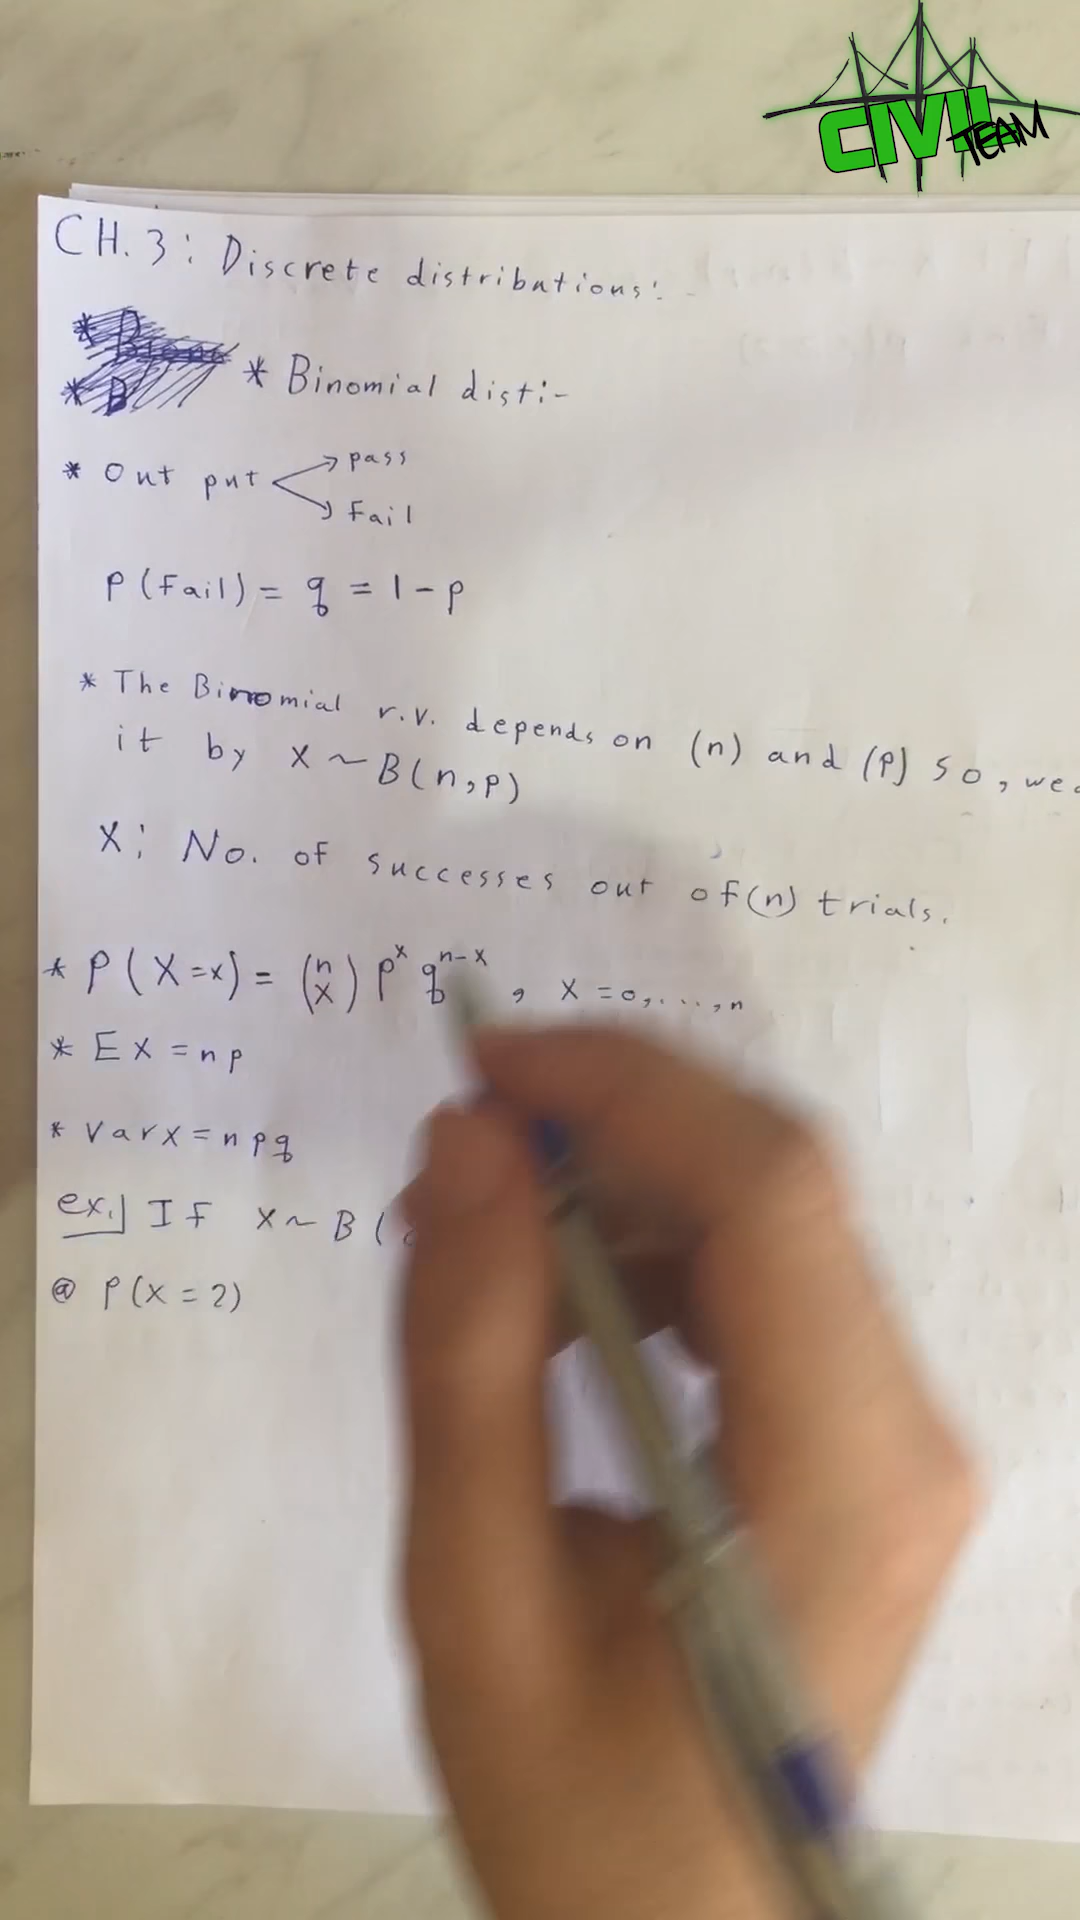 CIVIL
TEAM
CH. 3: Discrete distributions:
* Binomial dist:-
* Out put pass
Fail
P(Fail) = q = 1 - p
* The Binomial r.v. depends on (n) and (p) so, we
it by X ~ B(n,p)
X: No. of successes out of (n) trials.
* P(X=x) = (n x) p^x q^n-x , x = 0, ..., n
* EX = np
* Var X = npq
ex.] If X ~ B(
@ P(X = 2)